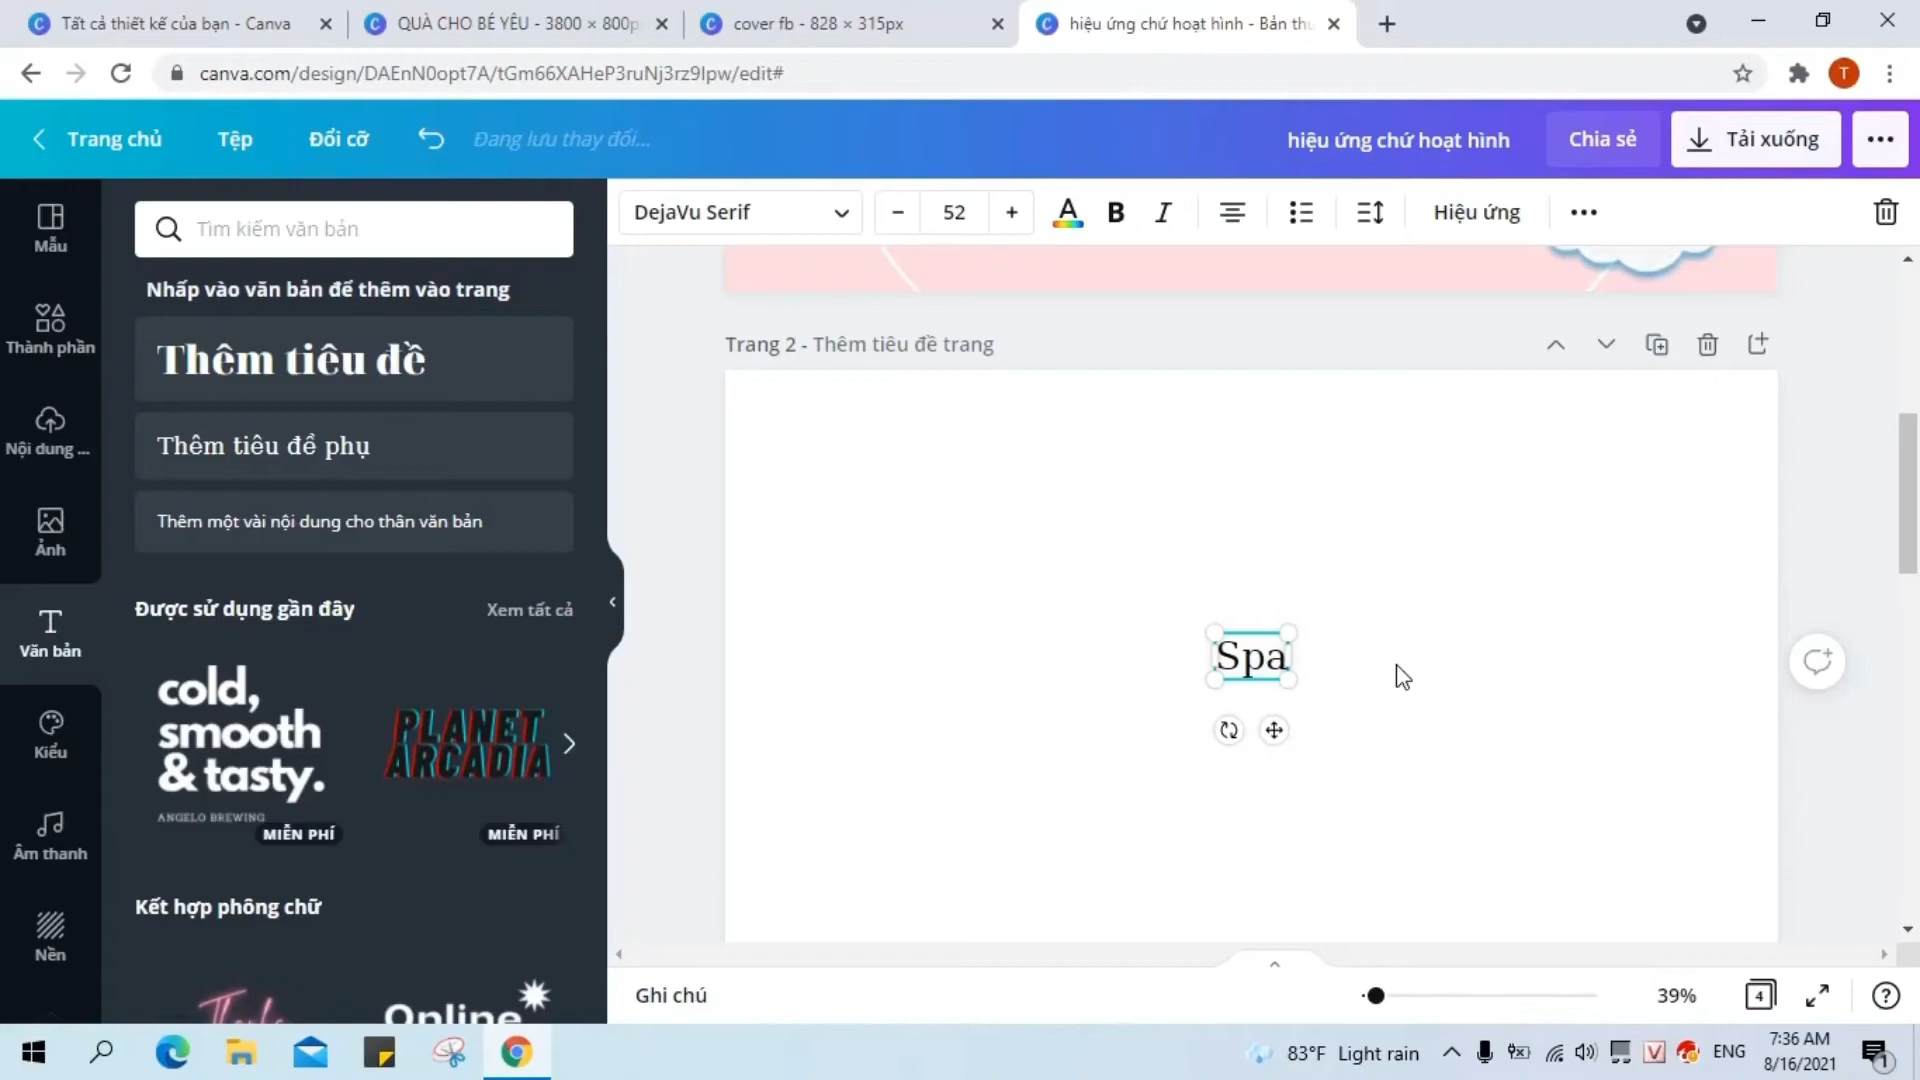 Tất cả thiết kế của bạn - Canva
QUÀ CHO BÉ YÊU - 3800 × 800p
cover fb - 828 × 315px
hiệu ứng chứ hoạt hình - Bản thu
canva.com/design/DAEnN0opt7A/tGm66XAHeP3ruNj3rz9lpw/edit#
T
Trang chủ
Tệp
Đổi cỡ
Đang lưu thay đổi...
hiệu ứng chứ hoạt hình
Chia sẻ
Tải xuống
Mẫu
Thành phần
Nội dung ...
Ảnh
Văn bản
Kiểu
Âm thanh
Nền
Tìm kiếm văn bản
Nhấp vào văn bản để thêm vào trang
Thêm tiêu đề
Thêm tiêu đề phụ
Thêm một vài nội dung cho thân văn bản
Được sử dụng gần đây
Xem tất cả
cold,
smooth
& tasty.
ANGELO BREWING
MIỄN PHÍ
PLANET
ARCADIA
MIỄN PHÍ
Kết hợp phông chữ
Online
DejaVu Serif
52
A
B
I
Hiệu ứng
Trang 2 - Thêm tiêu đề trang
Spa
Ghi chú
39%
4
83°F Light rain
ENG
7:36 AM
8/16/2021
1